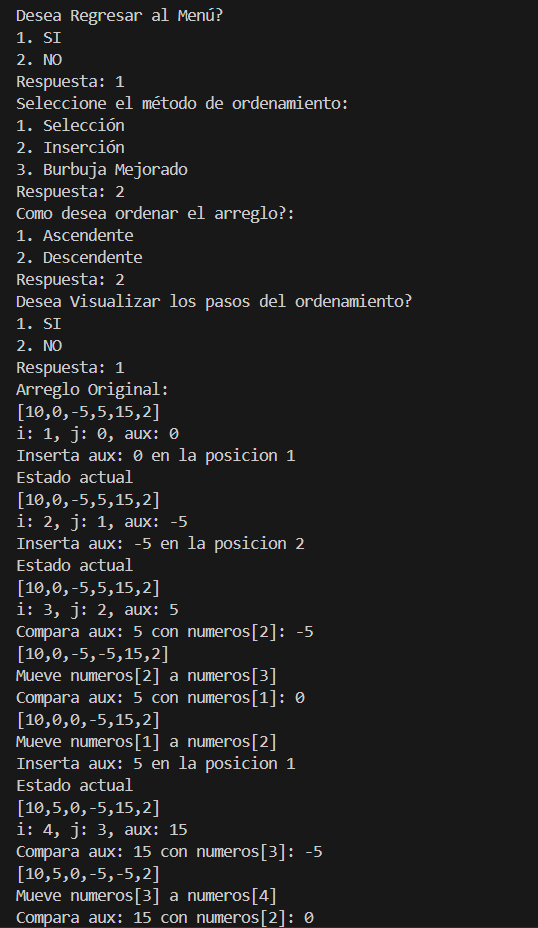 Desea Regresar al Menú?
1. SI
2. NO
Respuesta: 1
Seleccione el método de ordenamiento:
1. Selección
2. Inserción
3. Burbuja Mejorado
Respuesta: 2
Como desea ordenar el arreglo?:
1. Ascendente
2. Descendente
Respuesta: 2
Desea Visualizar los pasos del ordenamiento?
1. SI
2. NO
Respuesta: 1
Arreglo Original:
[10,0,-5,5,15,2]
i: 1, j: 0, aux: 0
Inserta aux: 0 en la posicion 1
Estado actual
[10,0,-5,5,15,2]
i: 2, j: 1, aux: -5
Inserta aux: -5 en la posicion 2
Estado actual
[10,0,-5,5,15,2]
i: 3, j: 2, aux: 5
Compara aux: 5 con numeros[2]: -5
[10,0,-5,-5,15,2]
Mueve numeros[2] a numeros[3]
Compara aux: 5 con numeros[1]: 0
[10,0,0,-5,15,2]
Mueve numeros[1] a numeros[2]
Inserta aux: 5 en la posicion 1
Estado actual
[10,5,0,-5,15,2]
i: 4, j: 3, aux: 15
Compara aux: 15 con numeros[3]: -5
[10,5,0,-5,-5,2]
Mueve numeros[3] a numeros[4]
Compara aux: 15 con numeros[2]: 0